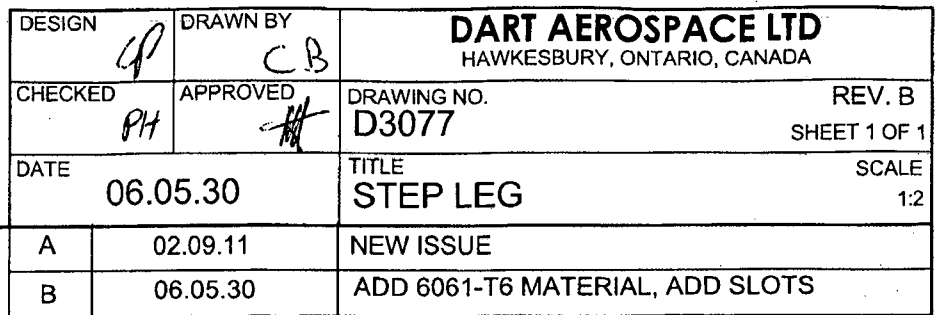 DESIGN DRAWN BY DART AEROSPACE LTD
CP C.B HAWKESBURY, ONTARIO, CANADA
CHECKED APPROVED DRAWING NO. REV. B
PH D3077 SHEET 1 OF 1
DATE TITLE SCALE
06.05.30 STEP LEG 1:2
A 02.09.11 NEW ISSUE
B 06.05.30 ADD 6061-T6 MATERIAL, ADD SLOTS